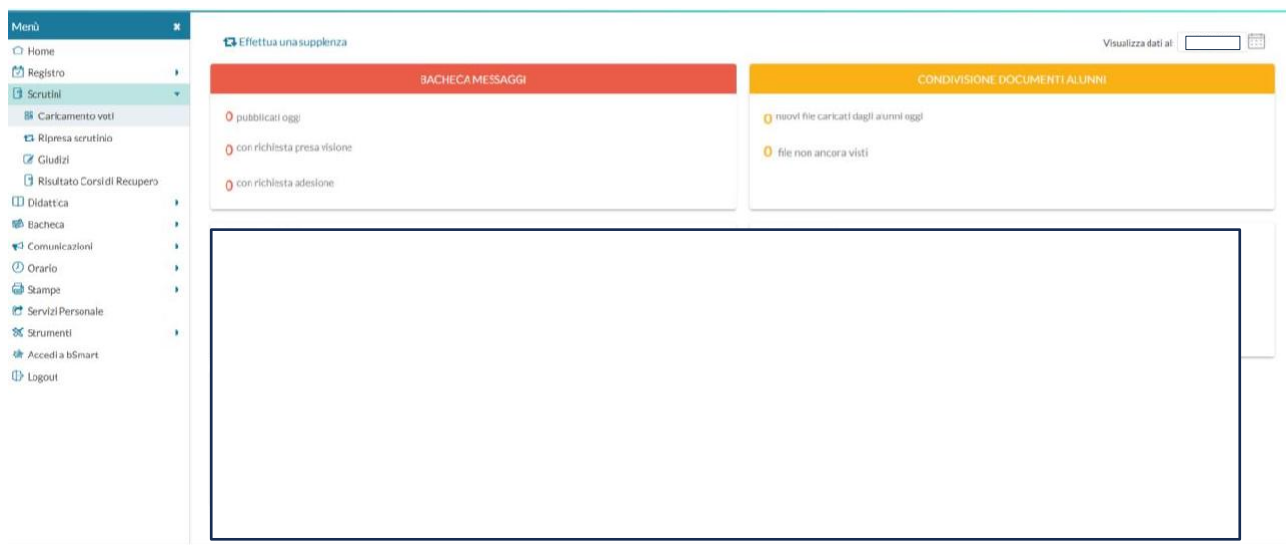 Menù
Home
Registro
Scrutini
Caricamento voti
Ripresa scrutinio
Giudizi
Risultato Corsi di Recupero
Didattica
Bacheca
Comunicazioni
Orario
Stampe
Servizi Personale
Strumenti
Accedi a bSmart
Logout
Effettua una supplenza
Visualizza dati al
BACHECA MESSAGGI
0 pubblicati oggi
0 con richiesta presa visione
0 con richiesta adesione
CONDIVISIONE DOCUMENTI ALUNNI
0 nuovi file caricati dagli alunni oggi
0 file non ancora visti